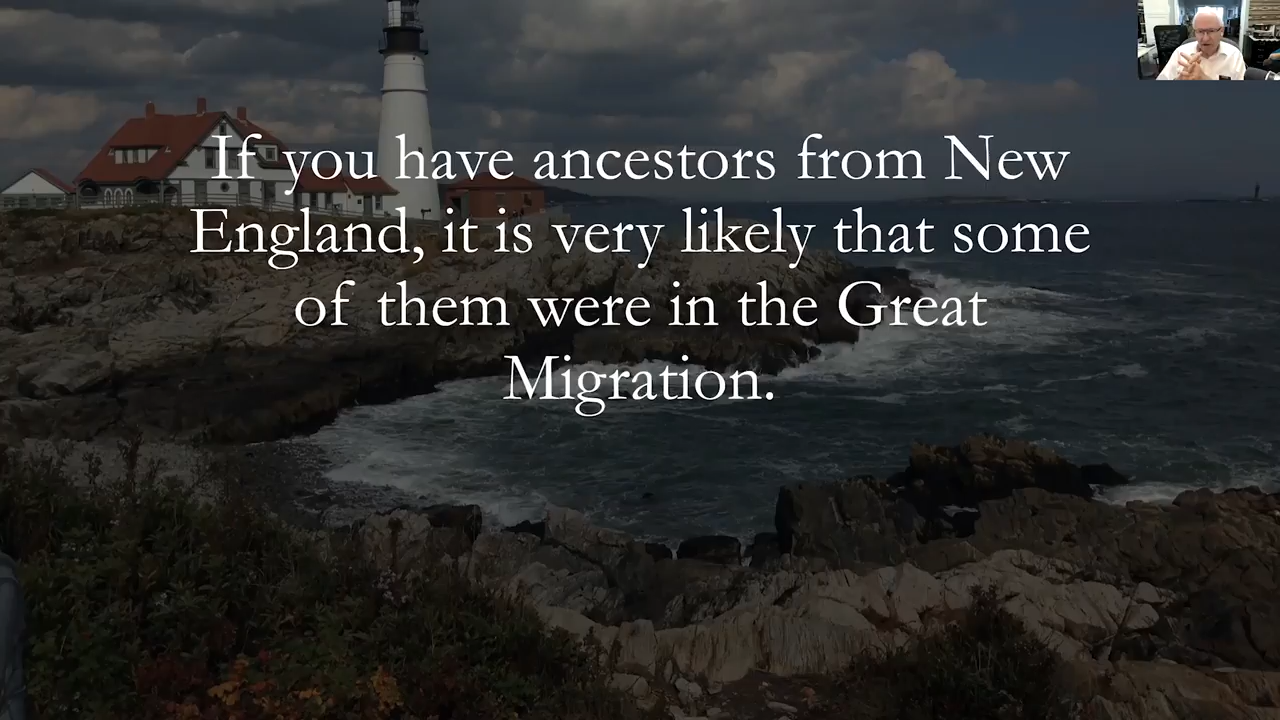 If you have ancestors from New
England, it is very likely that some
of them were in the Great
Migration.